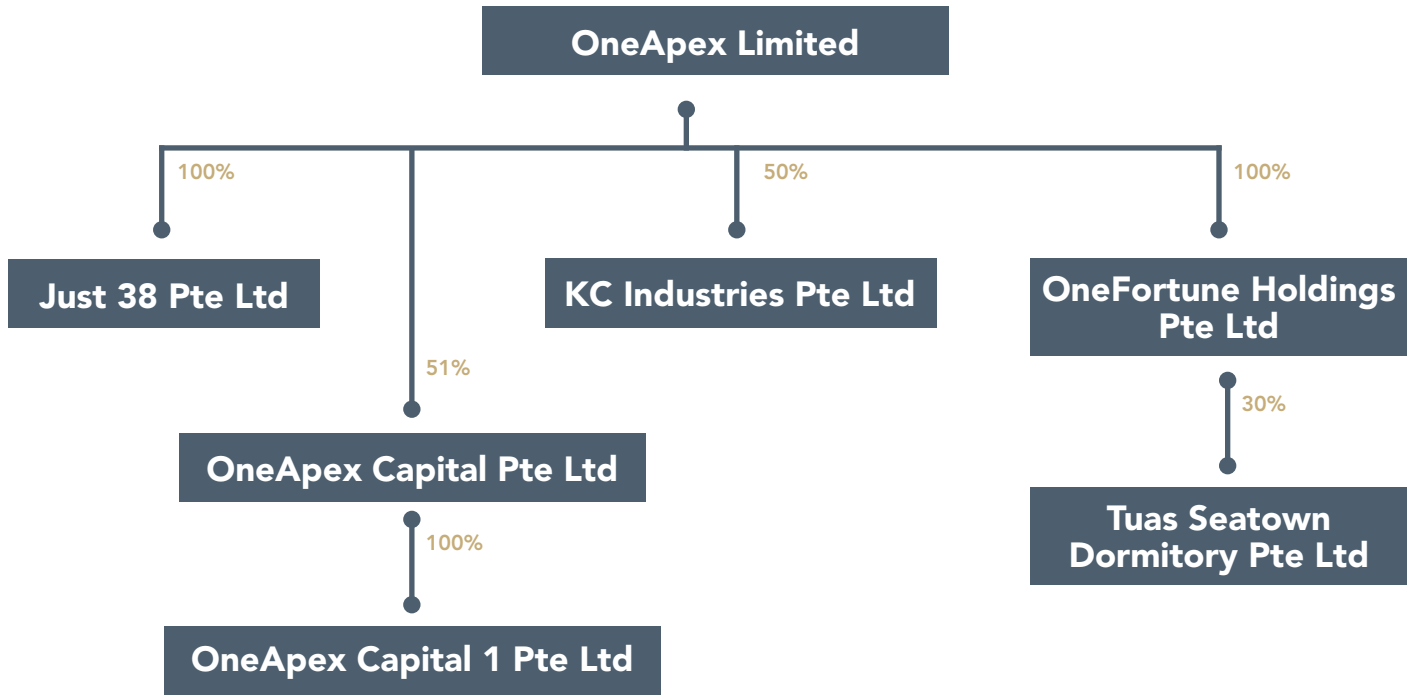 OneApex Limited
100%
50%
100%
Just 38 Pte Ltd
KC Industries Pte Ltd
OneFortune Holdings
Pte Ltd
51%
30%
OneApex Capital Pte Ltd
Tuas Seatown
Dormitory Pte Ltd
100%
OneApex Capital 1 Pte Ltd